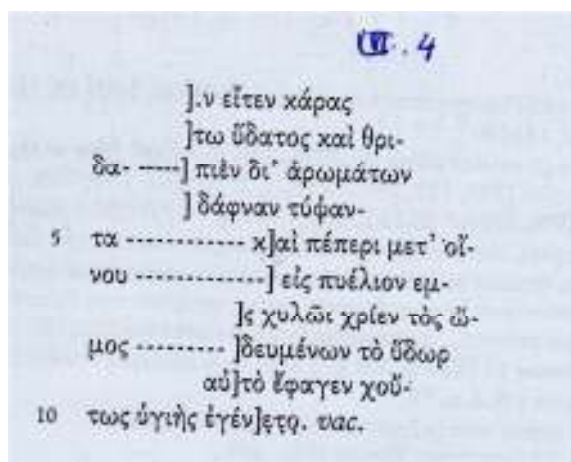 VI. 4
].ν εἶτεν κάρας
]τω ὕδατος καὶ θρι-
δα- -----] πιὲν δι' ἀρωμάτων
] δάφναν τύψαν-
5 τα ------------ κ]αὶ πέπερι μετ' οἴ-
νου -------------] εἰς πυέλιον εμ-
]ς χυλῶι χρίεν τὸς ὤ-
μος --------- ]δευμένων τὸ ὕδωρ
αὐ]τὸ ἔφαγεν χοὔ-
10 τως ὑγιὴς ἐγέν]ετο. vac.